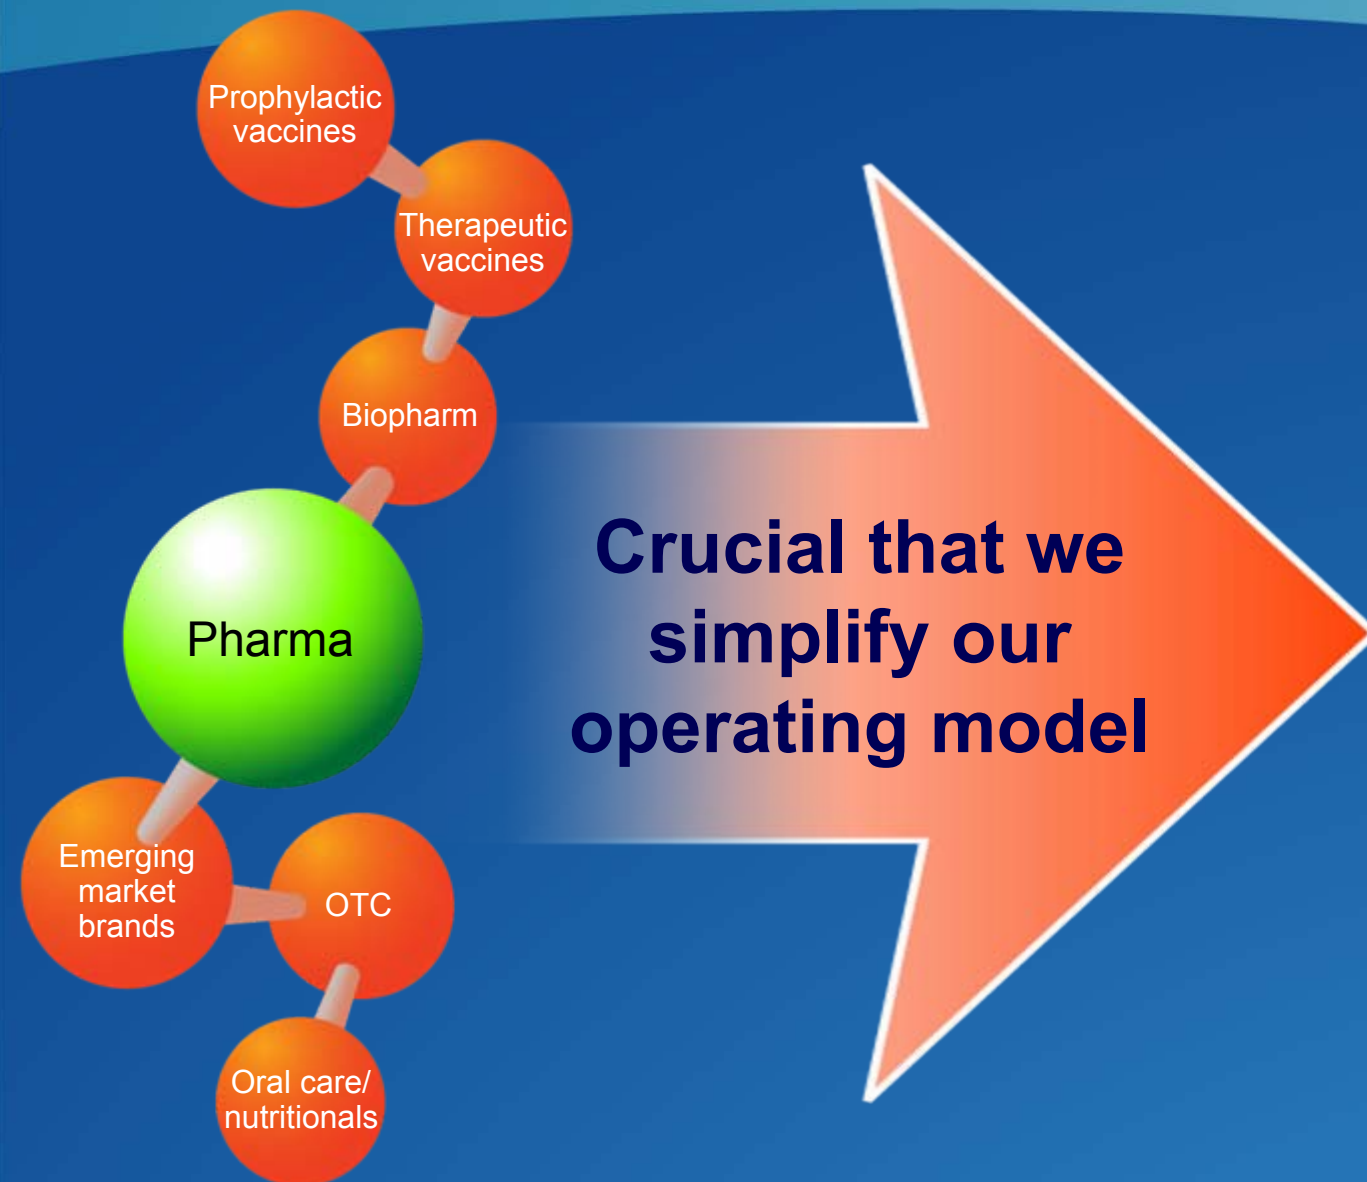 Prophylactic
vaccines
Therapeutic
vaccines
Biopharm
Pharma
Emerging
market
brands
OTC
Oral care/
nutritionals
Crucial that we
simplify our
operating model